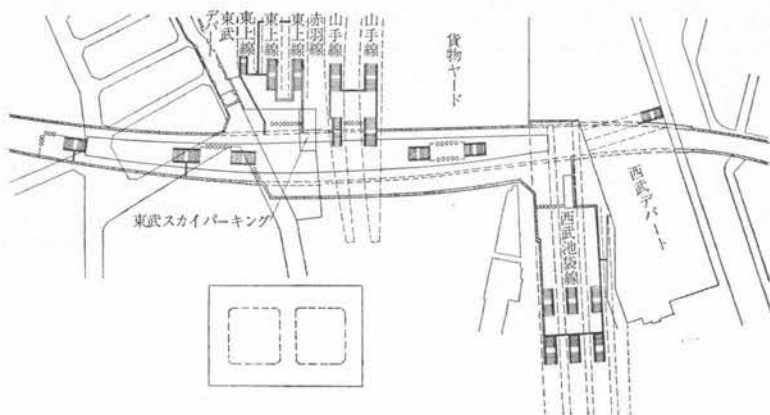 東武
デパート
東上線
東上線
東上線
赤羽線
山手線
山手線
貨物ヤード
東武スカイパーキング
西武池袋線
西武デパート